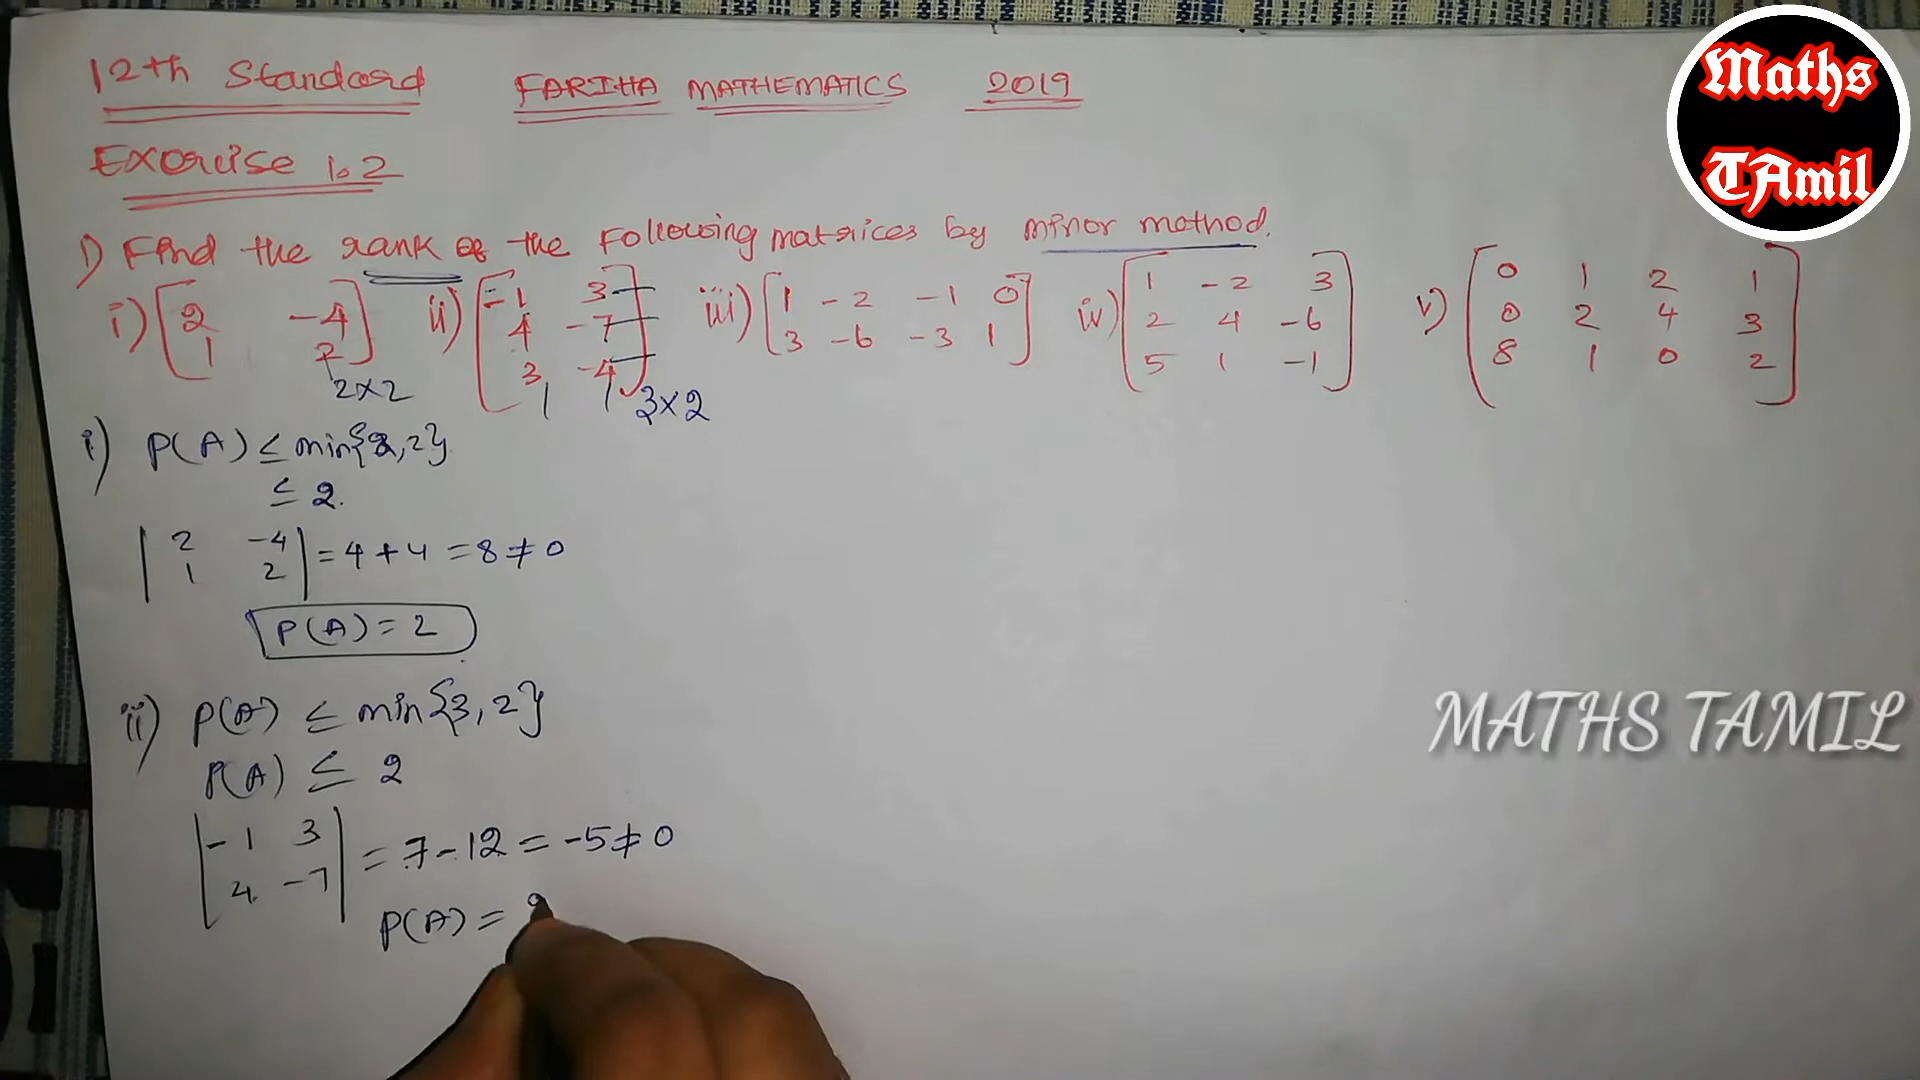 12th Standard FARIHA MATHEMATICS 2019
Maths TAmil
Exercise 1.2
1) Find the rank of the following matrices by minor method.
i) [2 -4 ii) [-1 3 iii) [1 -2 -1 0] iv) [1 -2 3 v) [0 1 2 1
1 2] 4 -7 3 -6 -3 1] 2 4 -6 0 2 4 3
3 -4] 5 1 -1] 8 1 0 2]
2×2 3×2
i) P(A) ≤ min{2,2}
≤ 2.
| 2 -4 | = 4+4 = 8 ≠ 0
| 1 2 |
P(A) = 2
ii) P(A) ≤ min{3,2}
P(A) ≤ 2
| -1 3 | = 7-12 = -5 ≠ 0
| 4 -7 |
P(A) =
MATHS TAMIL